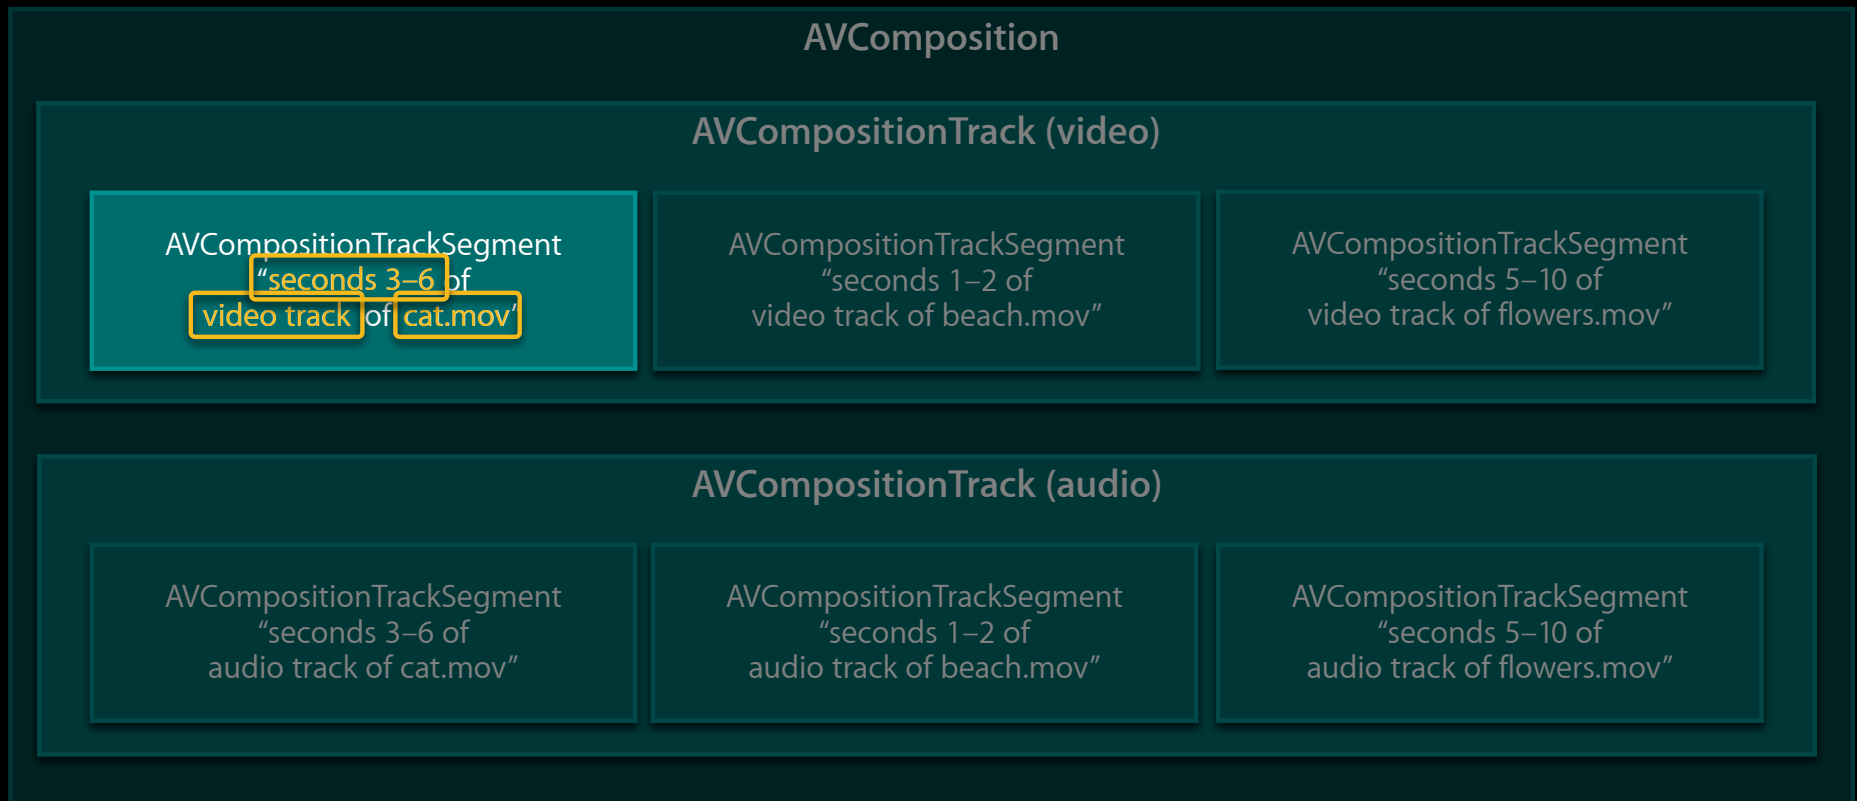 AVComposition
AVCompositionTrack (video)
AVCompositionTrackSegment
“seconds 3–6 of
video track of cat.mov”
AVCompositionTrackSegment
“seconds 1–2 of
video track of beach.mov”
AVCompositionTrackSegment
“seconds 5–10 of
video track of flowers.mov”
AVCompositionTrack (audio)
AVCompositionTrackSegment
“seconds 3–6 of
audio track of cat.mov”
AVCompositionTrackSegment
“seconds 1–2 of
audio track of beach.mov”
AVCompositionTrackSegment
“seconds 5–10 of
audio track of flowers.mov”